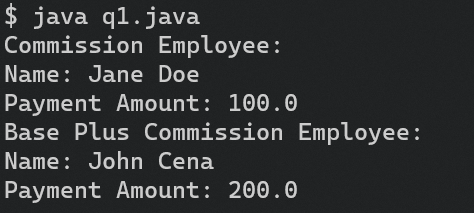 $ java q1.java
Commission Employee:
Name: Jane Doe
Payment Amount: 100.0
Base Plus Commission Employee:
Name: John Cena
Payment Amount: 200.0